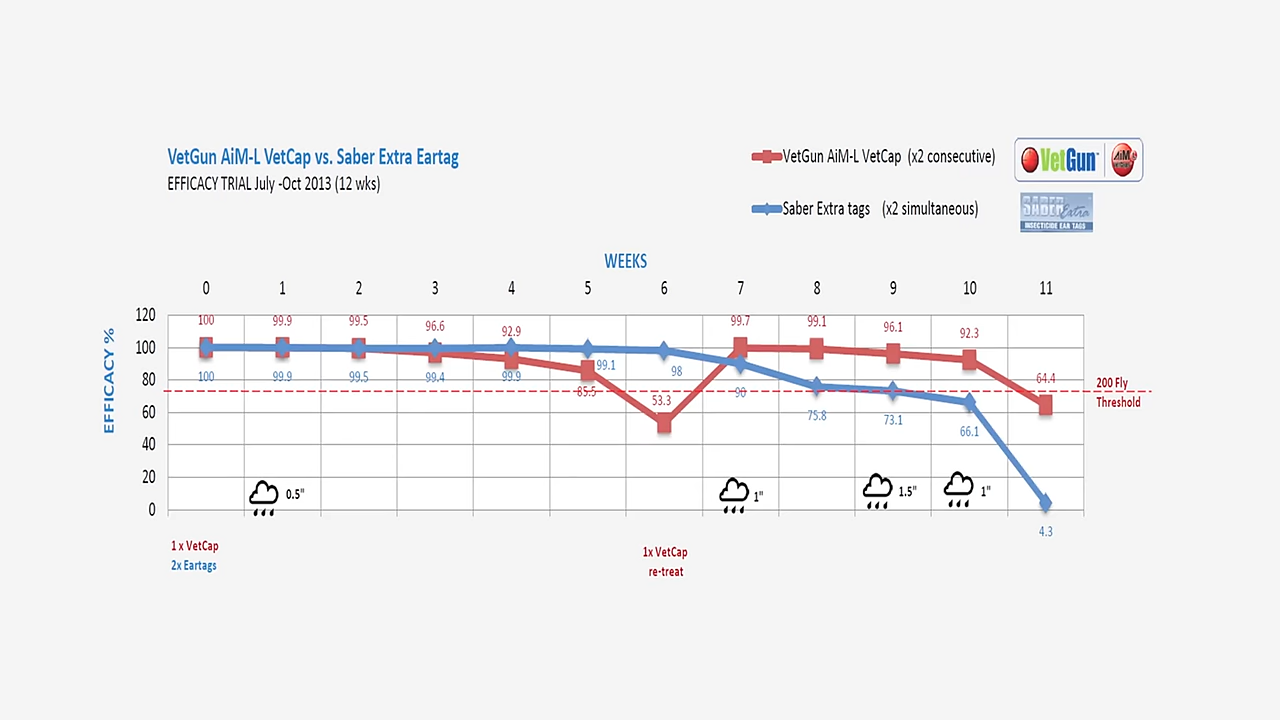 VetGun AiM-L VetCap vs. Saber Extra Eartag
EFFICACY TRIAL July -Oct 2013 (12 wks)
VetGun AiM-L VetCap (x2 consecutive)
VetGun™
AiM
Saber Extra tags (x2 simultaneous)
SABER Extra
INSECTICIDE EAR TAGS
WEEKS
0 1 2 3 4 5 6 7 8 9 10 11
EFFICACY %
120
100
80
60
40
20
0
100 99.9 99.5 96.6 92.9 85.5 53.3 99.7 99.1 96.1 92.3 64.4
100 99.9 99.5 99.4 99.9 99.1 98 90 75.8 73.1 66.1 4.3
200 Fly
Threshold
0.5" 1" 1.5" 1"
1 x VetCap
2x Eartags
1x VetCap
re-treat